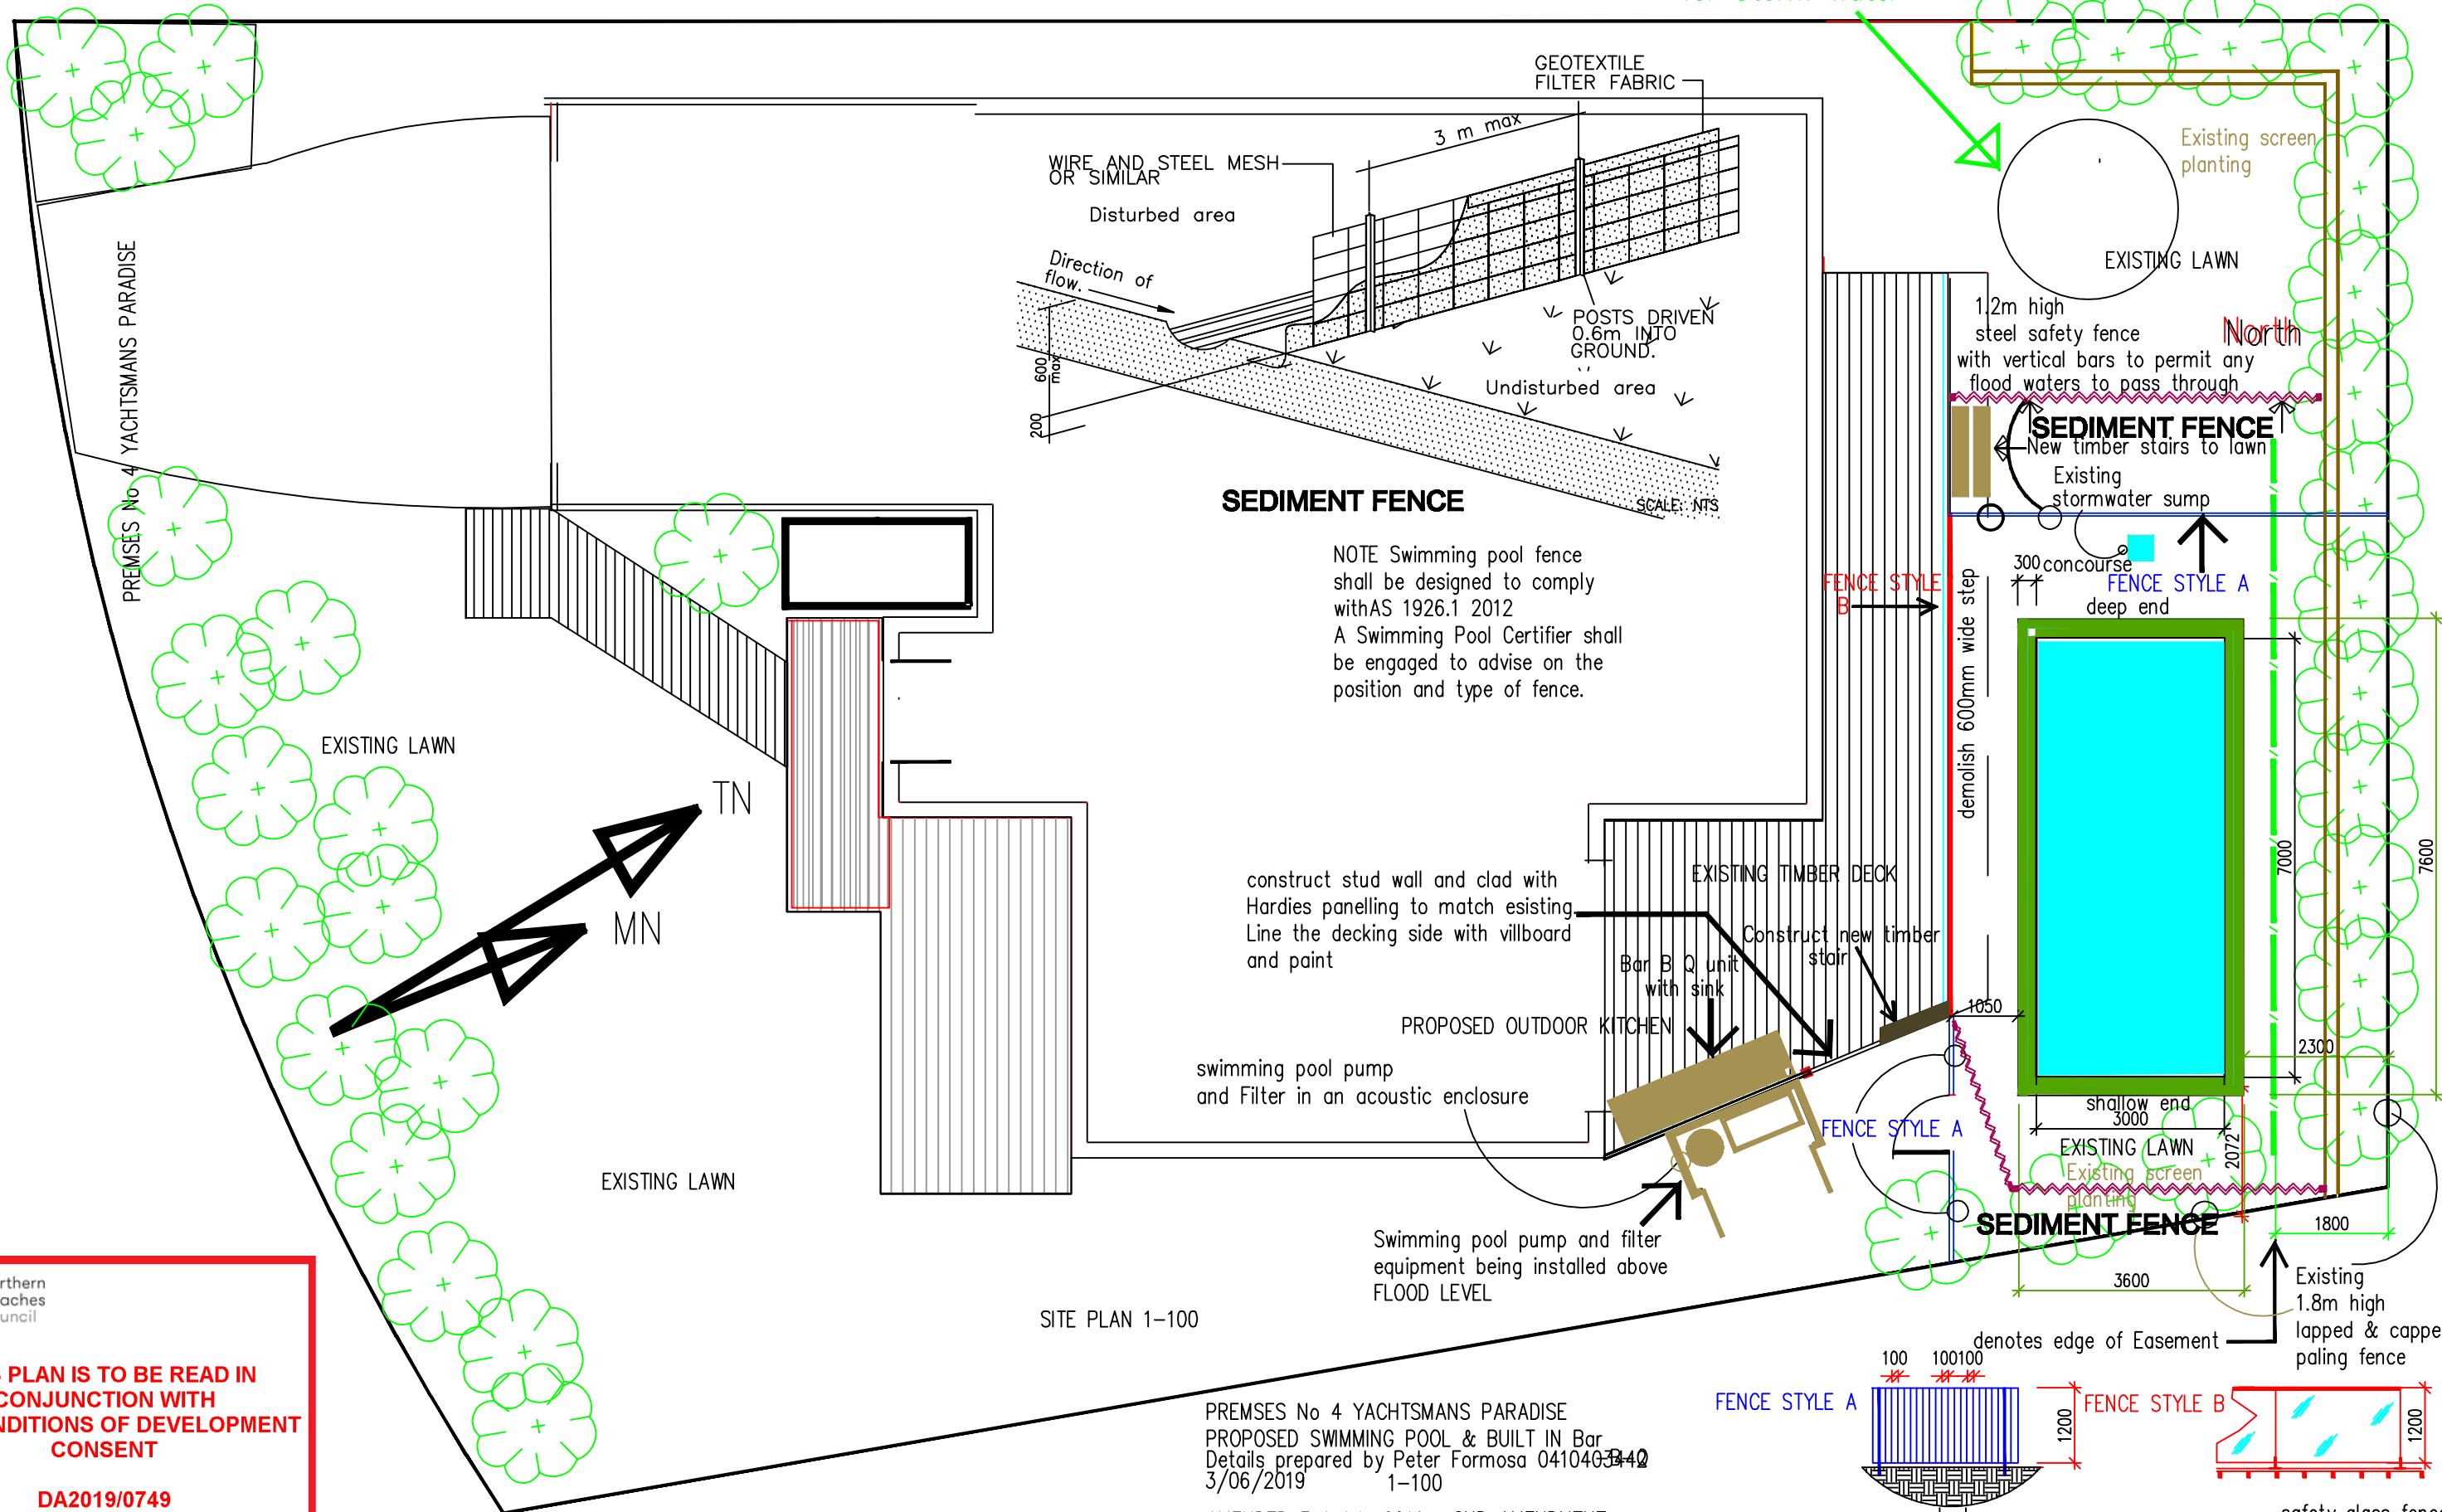 GEOTEXTILE
FILTER FABRIC
3 m max
WIRE AND STEEL MESH
OR SIMILAR
Disturbed area
Direction of
flow.
600
max
200
POSTS DRIVEN
0.6m INTO
GROUND.
Undisturbed area
SEDIMENT FENCE
SCALE: NTS
PREMSES No 4 YACHTSMANS PARADISE
Existing screen
planting
EXISTING LAWN
1.2m high
steel safety fence
with vertical bars to permit any
flood waters to pass through
North
SEDIMENT FENCE
New timber stairs to lawn
Existing
stormwater sump
300 concourse
FENCE STYLE A
deep end
FENCE STYLE
B
demolish 600mm wide step
NOTE Swimming pool fence
shall be designed to comply
withAS 1926.1 2012
A Swimming Pool Certifier shall
be engaged to advise on the
position and type of fence.
EXISTING LAWN
TN
MN
7000
7600
EXISTING TIMBER DECK
construct stud wall and clad with
Hardies panelling to match esisting
Line the decking side with villboard
and paint
Construct new timber
stair
Bar B Q unit
with sink
PROPOSED OUTDOOR KITCHEN
1050
2300
swimming pool pump
and Filter in an acoustic enclosure
FENCE STYLE A
shallow end
3000
EXISTING LAWN
2072
Existing screen
planting
SEDIMENT FENCE
1800
EXISTING LAWN
Swimming pool pump and filter
equipment being installed above
FLOOD LEVEL
3600
Existing
1.8m high
lapped & cappe
paling fence
denotes edge of Easement
SITE PLAN 1-100
rthern
aches
uncil
PLAN IS TO BE READ IN
CONJUNCTION WITH
NDITIONS OF DEVELOPMENT
CONSENT
DA2019/0749
PREMSES No 4 YACHTSMANS PARADISE
PROPOSED SWIMMING POOL & BUILT IN Bar
B Q
Details prepared by Peter Formosa 0410403442
3/06/2019 1-100
FENCE STYLE A
100 100100
1200
FENCE STYLE B
1200